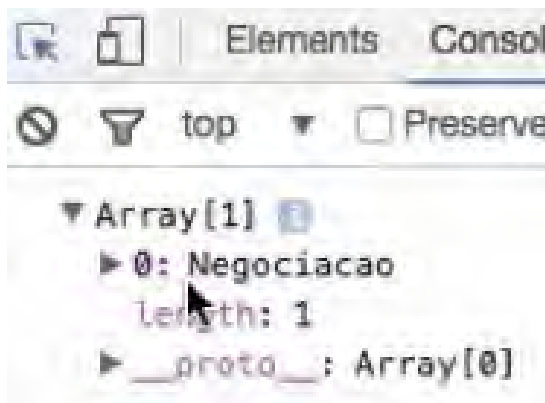 Elements Consol
top Preserve
Array[1] i
0: Negociacao
length: 1
__proto__: Array[0]